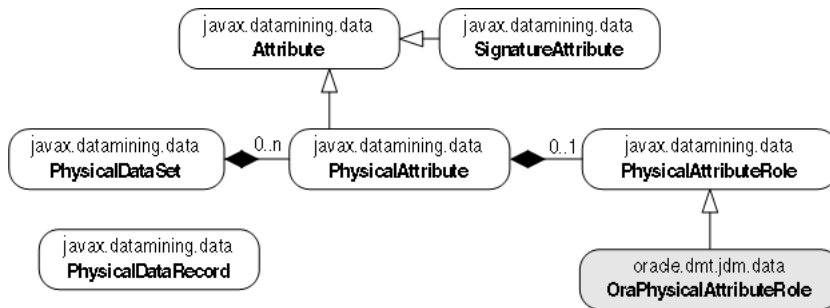 javax.datamining.data
Attribute
javax.datamining.data
SignatureAttribute
javax.datamining.data
PhysicalDataSet
0..n
javax.datamining.data
PhysicalAttribute
0..1
javax.datamining.data
PhysicalAttributeRole
javax.datamining.data
PhysicalDataRecord
oracle.dmt.jdm.data
OraPhysicalAttributeRole